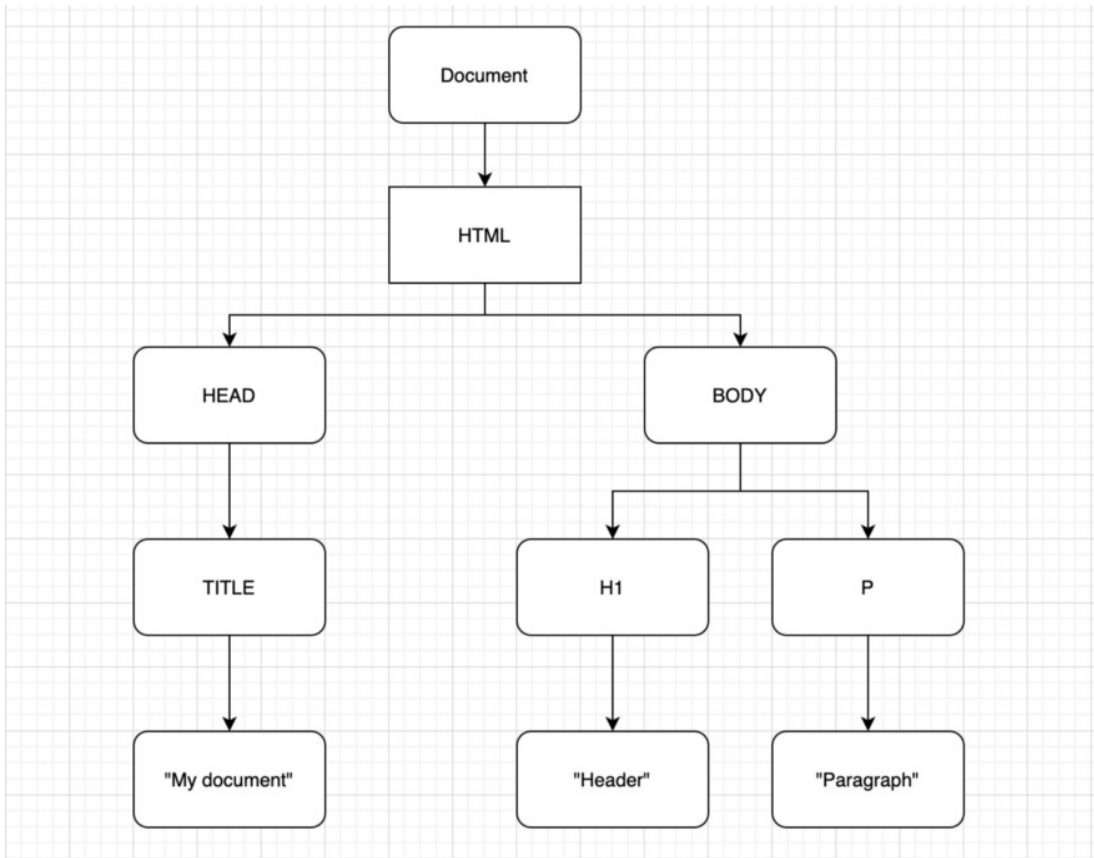 Document
HTML
HEAD
BODY
TITLE
H1
P
"My document"
"Header"
"Paragraph"